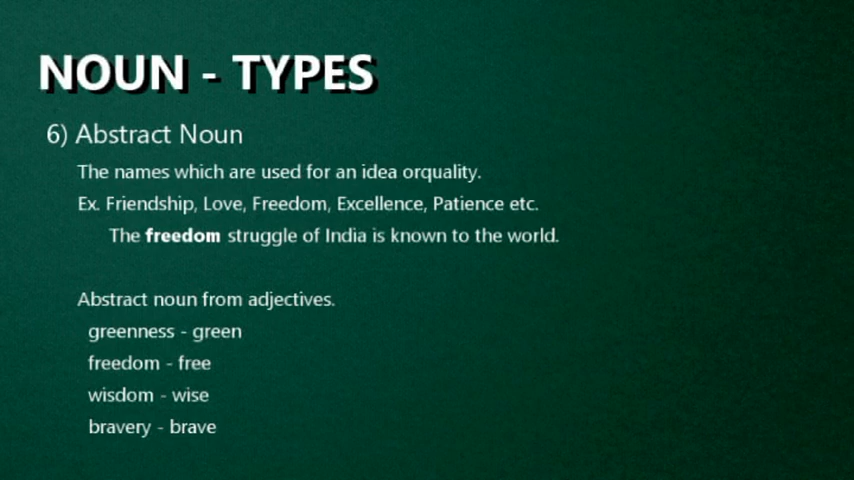 NOUN - TYPES
6) Abstract Noun
The names which are used for an idea orquality.
Ex. Friendship, Love, Freedom, Excellence, Patience etc.
The freedom struggle of India is known to the world.
Abstract noun from adjectives.
greenness - green
freedom - free
wisdom - wise
bravery - brave